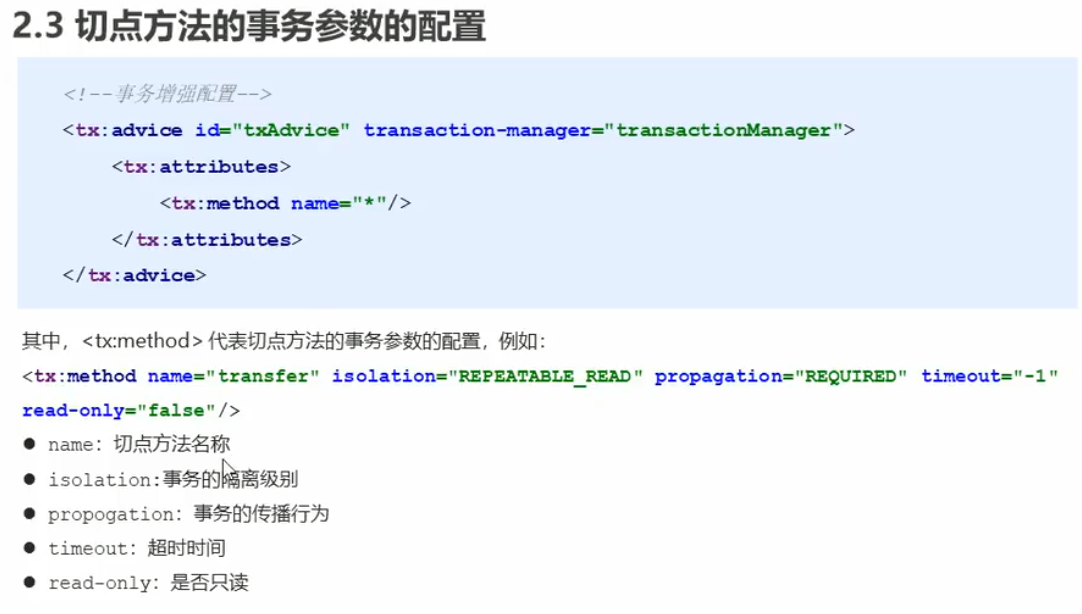 2.3 切点方法的事务参数的配置
<!--事务增强配置-->
<tx:advice id="txAdvice" transaction-manager="transactionManager">
<tx:attributes>
<tx:method name="*"/>
</tx:attributes>
</tx:advice>
其中，<tx:method> 代表切点方法的事务参数的配置，例如：
<tx:method name="transfer" isolation="REPEATABLE_READ" propagation="REQUIRED" timeout="-1"
read-only="false"/>
● name：切点方法名称
● isolation:事务的隔离级别
● propogation：事务的传播行为
● timeout：超时时间
● read-only：是否只读